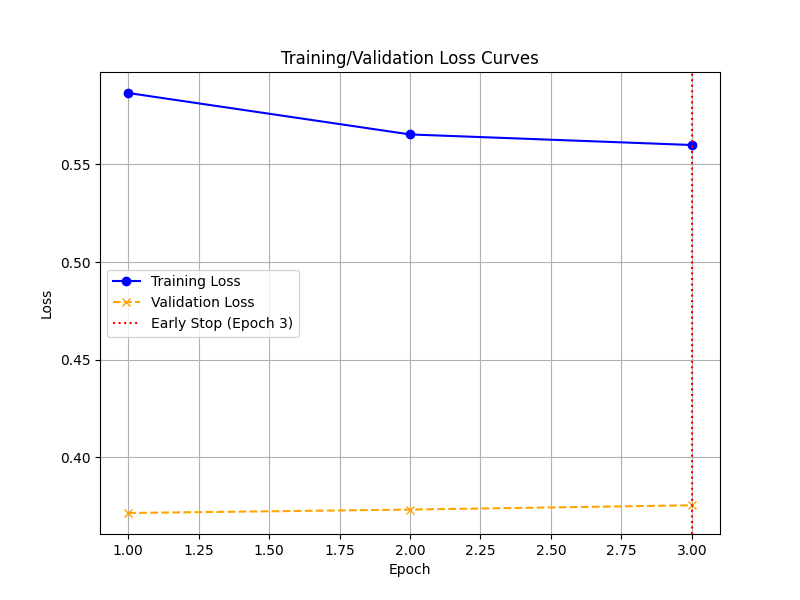 Training/Validation Loss Curves
Loss
0.55
0.50
0.45
0.40
Training Loss
Validation Loss
Early Stop (Epoch 3)
1.00 1.25 1.50 1.75 2.00 2.25 2.50 2.75 3.00
Epoch